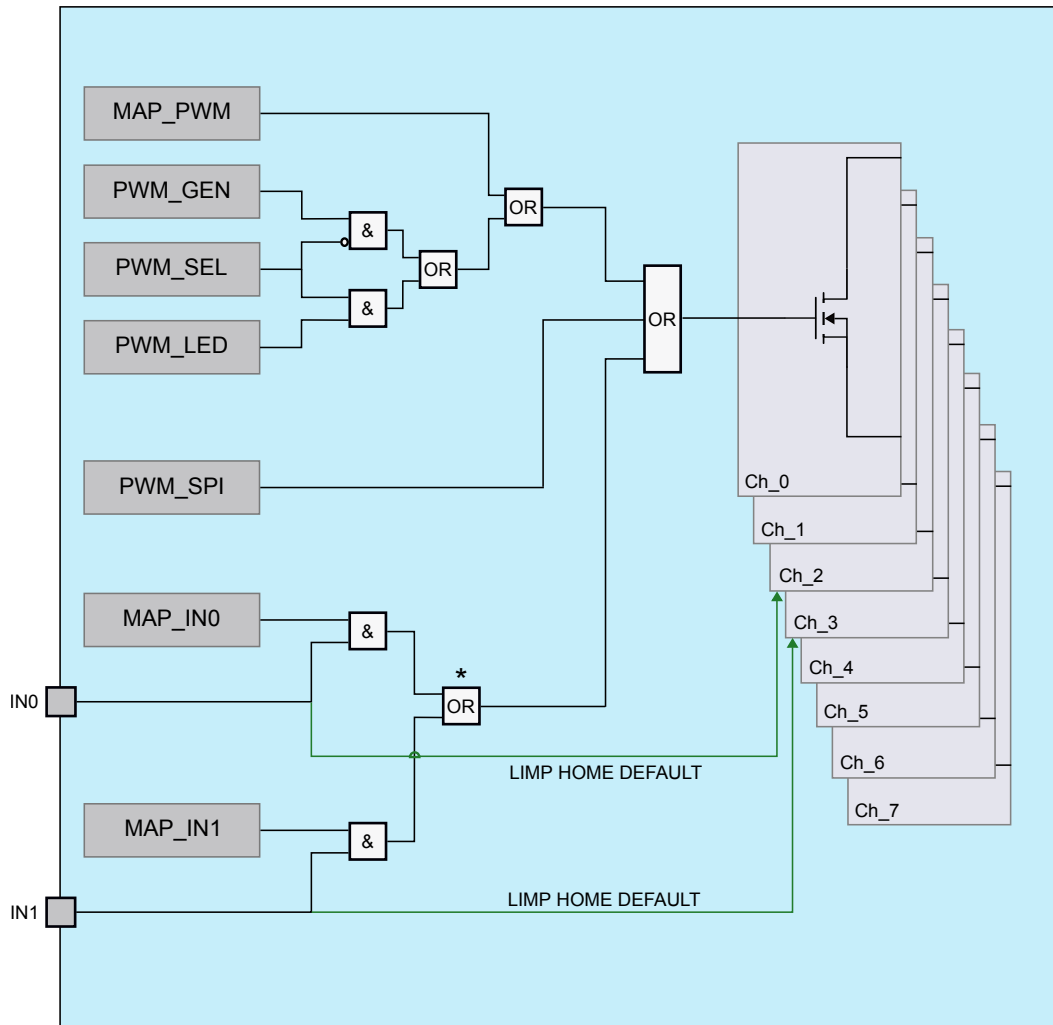 MAP_PWM
PWM_GEN
PWM_SEL
PWM_LED
&
&
OR
OR
OR
PWM_SPI
Ch_0
Ch_1
Ch_2
Ch_3
Ch_4
Ch_5
Ch_6
Ch_7
MAP_IN0
&
*
OR
IN0
LIMP HOME DEFAULT
MAP_IN1
&
IN1
LIMP HOME DEFAULT